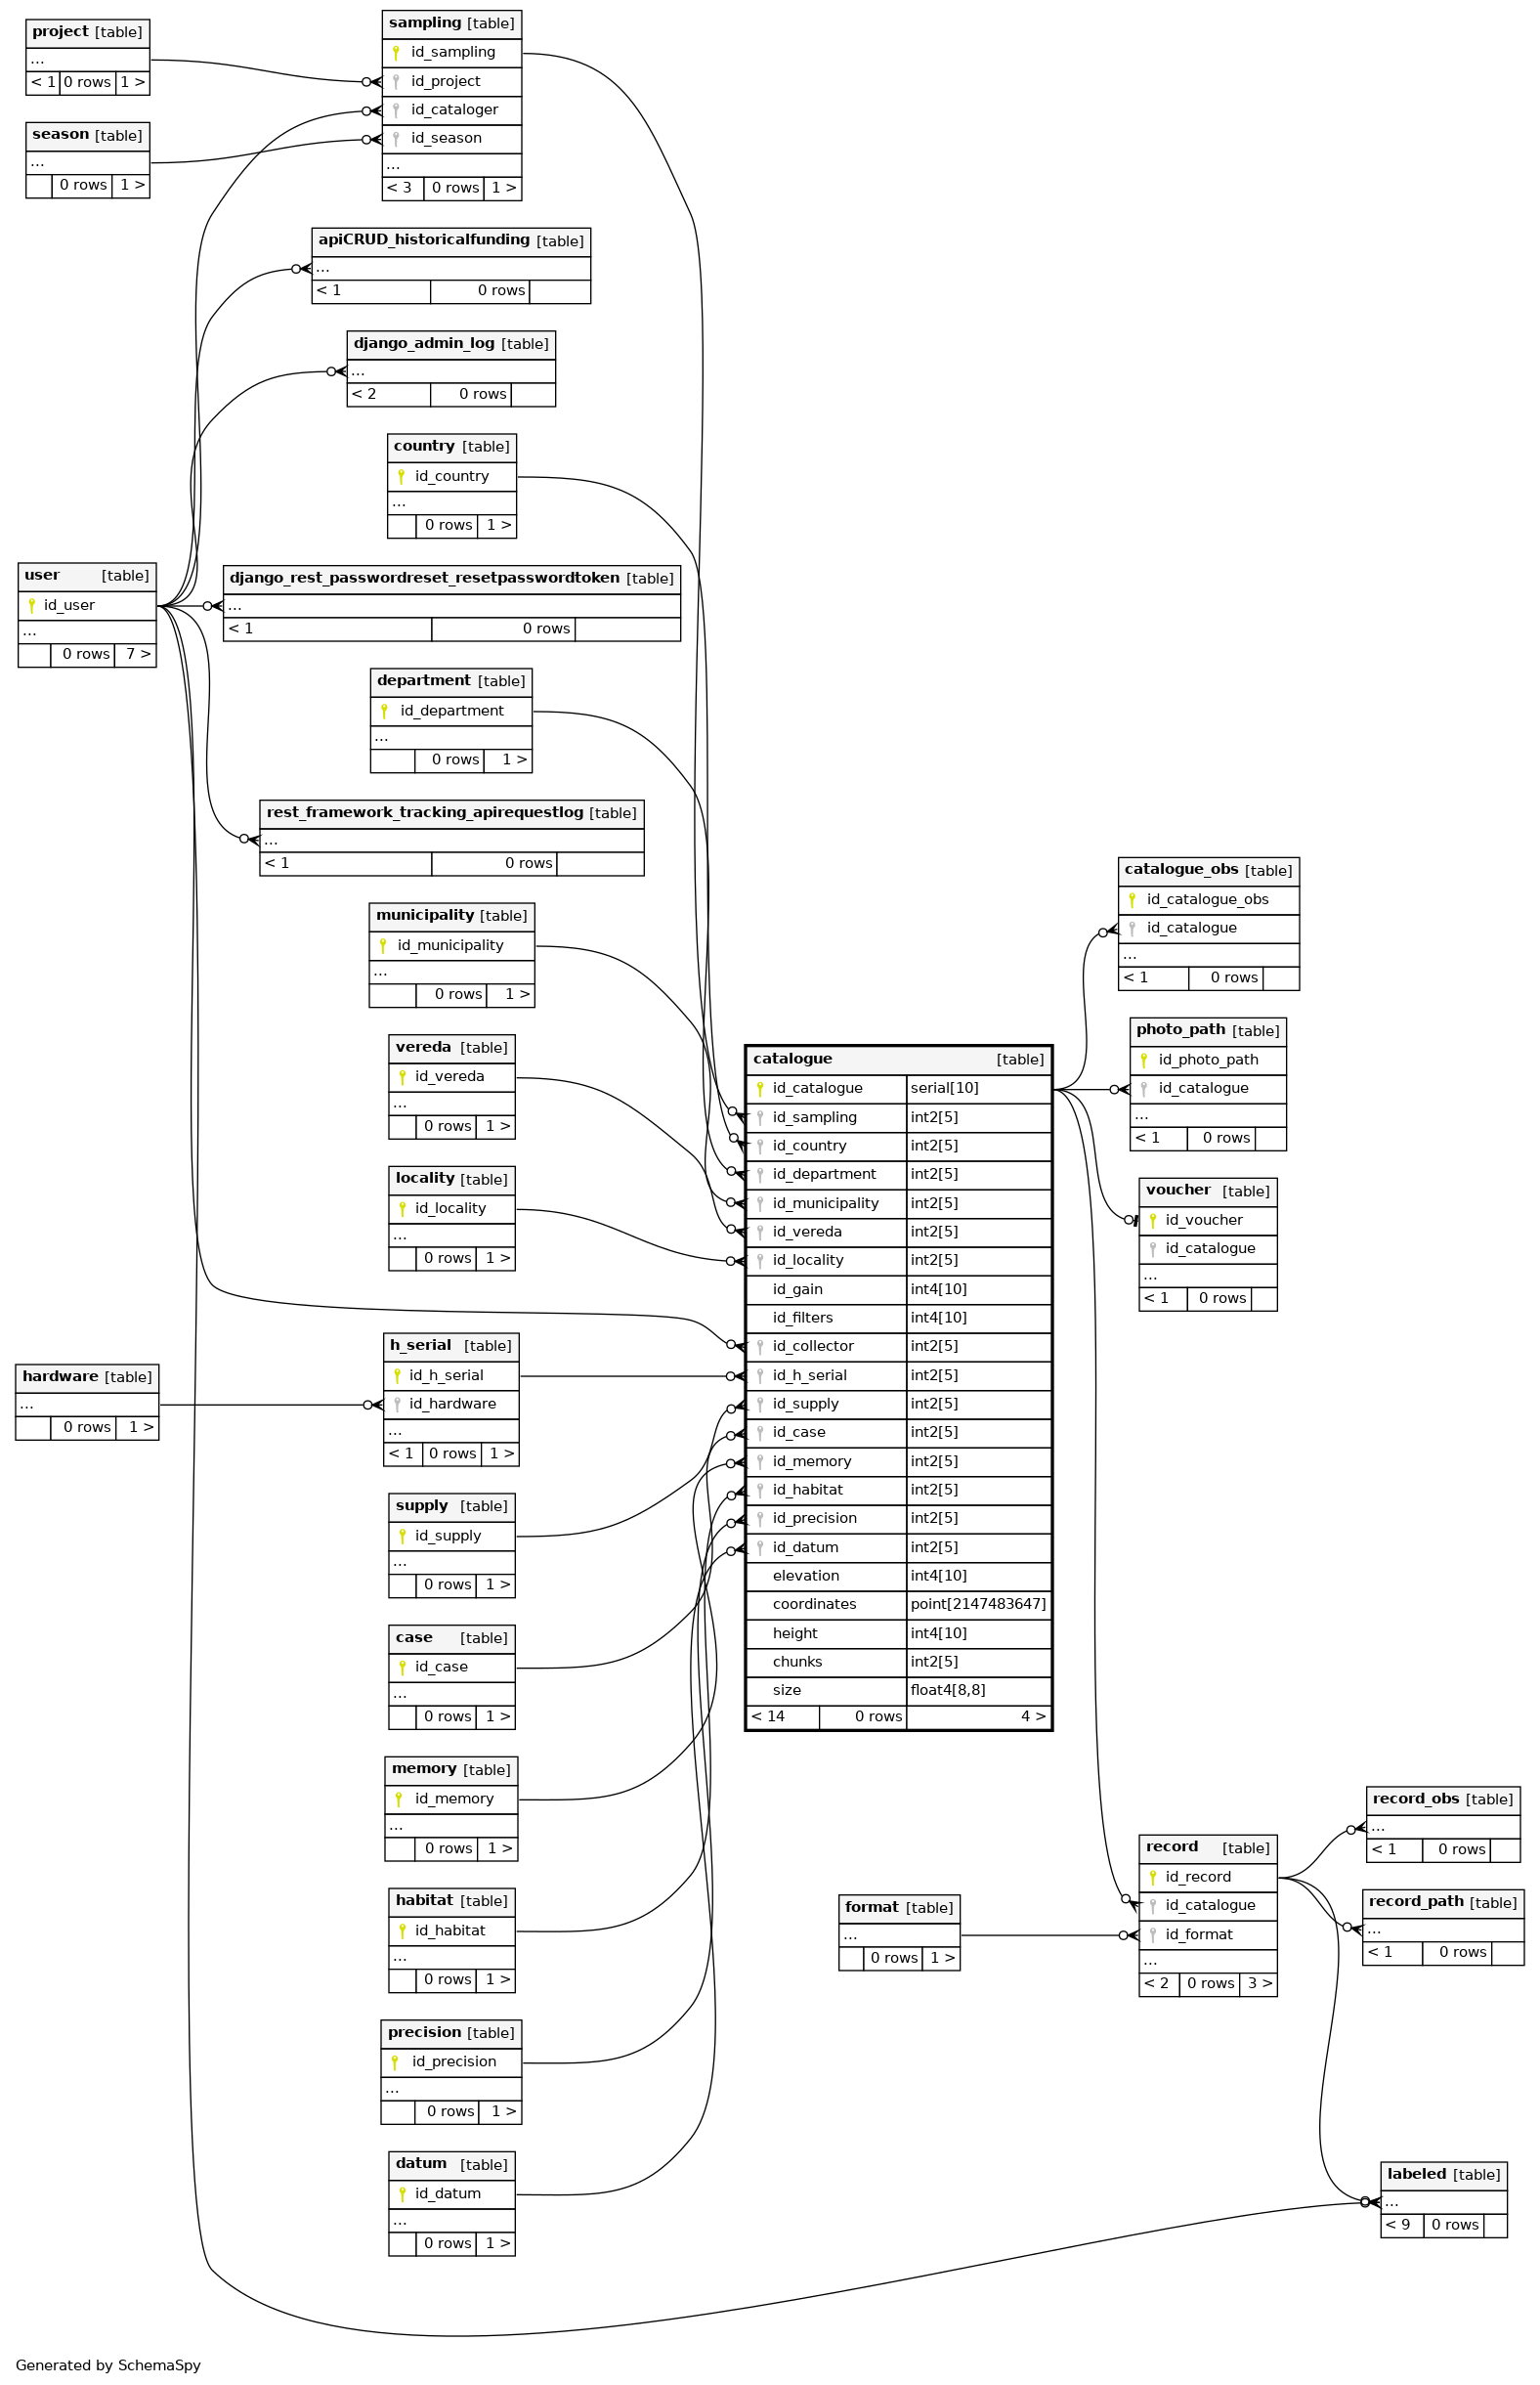 project [table]
...
< 1 0 rows 1 >
season [table]
...
0 rows 1 >
sampling [table]
id_sampling
id_project
id_cataloger
id_season
...
< 3 0 rows 1 >
apiCRUD_historicalfunding [table]
...
< 1 0 rows
django_admin_log [table]
...
< 2 0 rows
country [table]
id_country
...
0 rows 1 >
user [table]
id_user
...
0 rows 7 >
django_rest_passwordreset_resetpasswordtoken [table]
...
< 1 0 rows
department [table]
id_department
...
0 rows 1 >
rest_framework_tracking_apirequestlog [table]
...
< 1 0 rows
municipality [table]
id_municipality
...
0 rows 1 >
vereda [table]
id_vereda
...
0 rows 1 >
locality [table]
id_locality
...
0 rows 1 >
hardware [table]
...
0 rows 1 >
h_serial [table]
id_h_serial
id_hardware
...
< 1 0 rows 1 >
supply [table]
id_supply
...
0 rows 1 >
case [table]
id_case
...
0 rows 1 >
memory [table]
id_memory
...
0 rows 1 >
habitat [table]
id_habitat
...
0 rows 1 >
precision [table]
id_precision
...
0 rows 1 >
datum [table]
id_datum
...
0 rows 1 >
catalogue [table]
id_catalogue serial[10]
id_sampling int2[5]
id_country int2[5]
id_department int2[5]
id_municipality int2[5]
id_vereda int2[5]
id_locality int2[5]
id_gain int4[10]
id_filters int4[10]
id_collector int2[5]
id_h_serial int2[5]
id_supply int2[5]
id_case int2[5]
id_memory int2[5]
id_habitat int2[5]
id_precision int2[5]
id_datum int2[5]
elevation int4[10]
coordinates point[2147483647]
height int4[10]
chunks int2[5]
size float4[8,8]
< 14 0 rows 4 >
catalogue_obs [table]
id_catalogue_obs
id_catalogue
...
< 1 0 rows
photo_path [table]
id_photo_path
id_catalogue
...
< 1 0 rows
voucher [table]
id_voucher
id_catalogue
...
< 1 0 rows
format [table]
...
0 rows 1 >
record [table]
id_record
id_catalogue
id_format
...
< 2 0 rows 3 >
record_obs [table]
...
< 1 0 rows
record_path [table]
...
< 1 0 rows
labeled [table]
...
< 9 0 rows
Generated by SchemaSpy